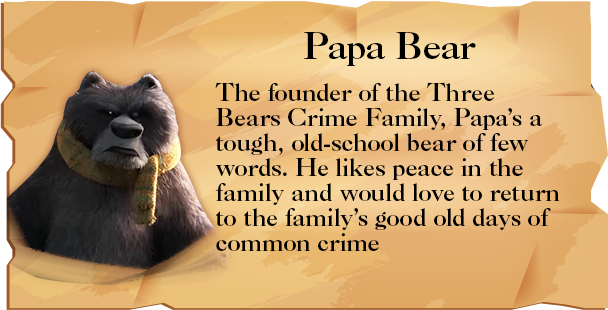 Papa Bear
The founder of the Three
Bears Crime Family, Papa's a
tough, old-school bear of few
words. He likes peace in the
family and would love to return
to the family's good old days of
common crime